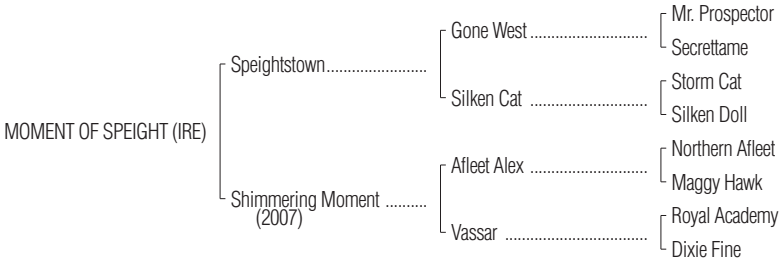 Mr. Prospector
Gone West ............................
Secrettame
Speightstown........................
Storm Cat
Silken Cat ............................
Silken Doll
MOMENT OF SPEIGHT (IRE)
Northern Afleet
Afleet Alex ............................
Maggy Hawk
Shimmering Moment ..........
(2007)
Royal Academy
Vassar ..................................
Dixie Fine